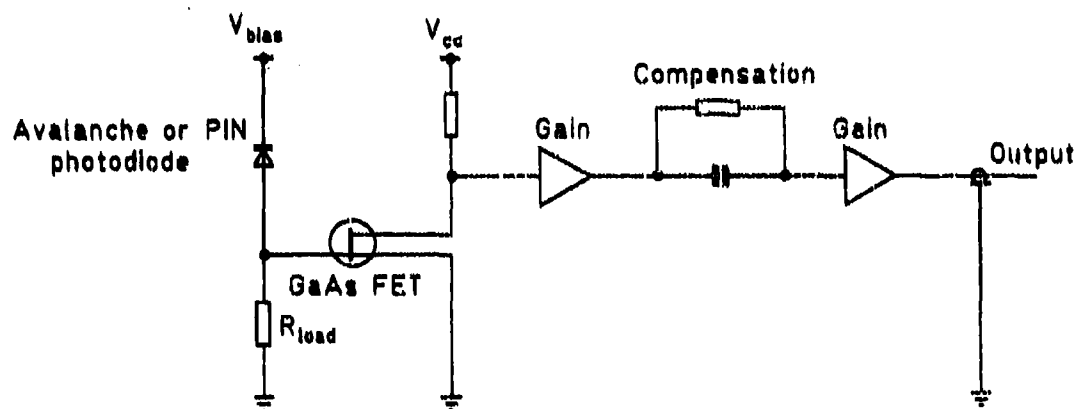 V_bias
V_cd
Compensation
Avalanche or PIN
photodiode
Gain
Gain
Output
GaAs FET
R_load